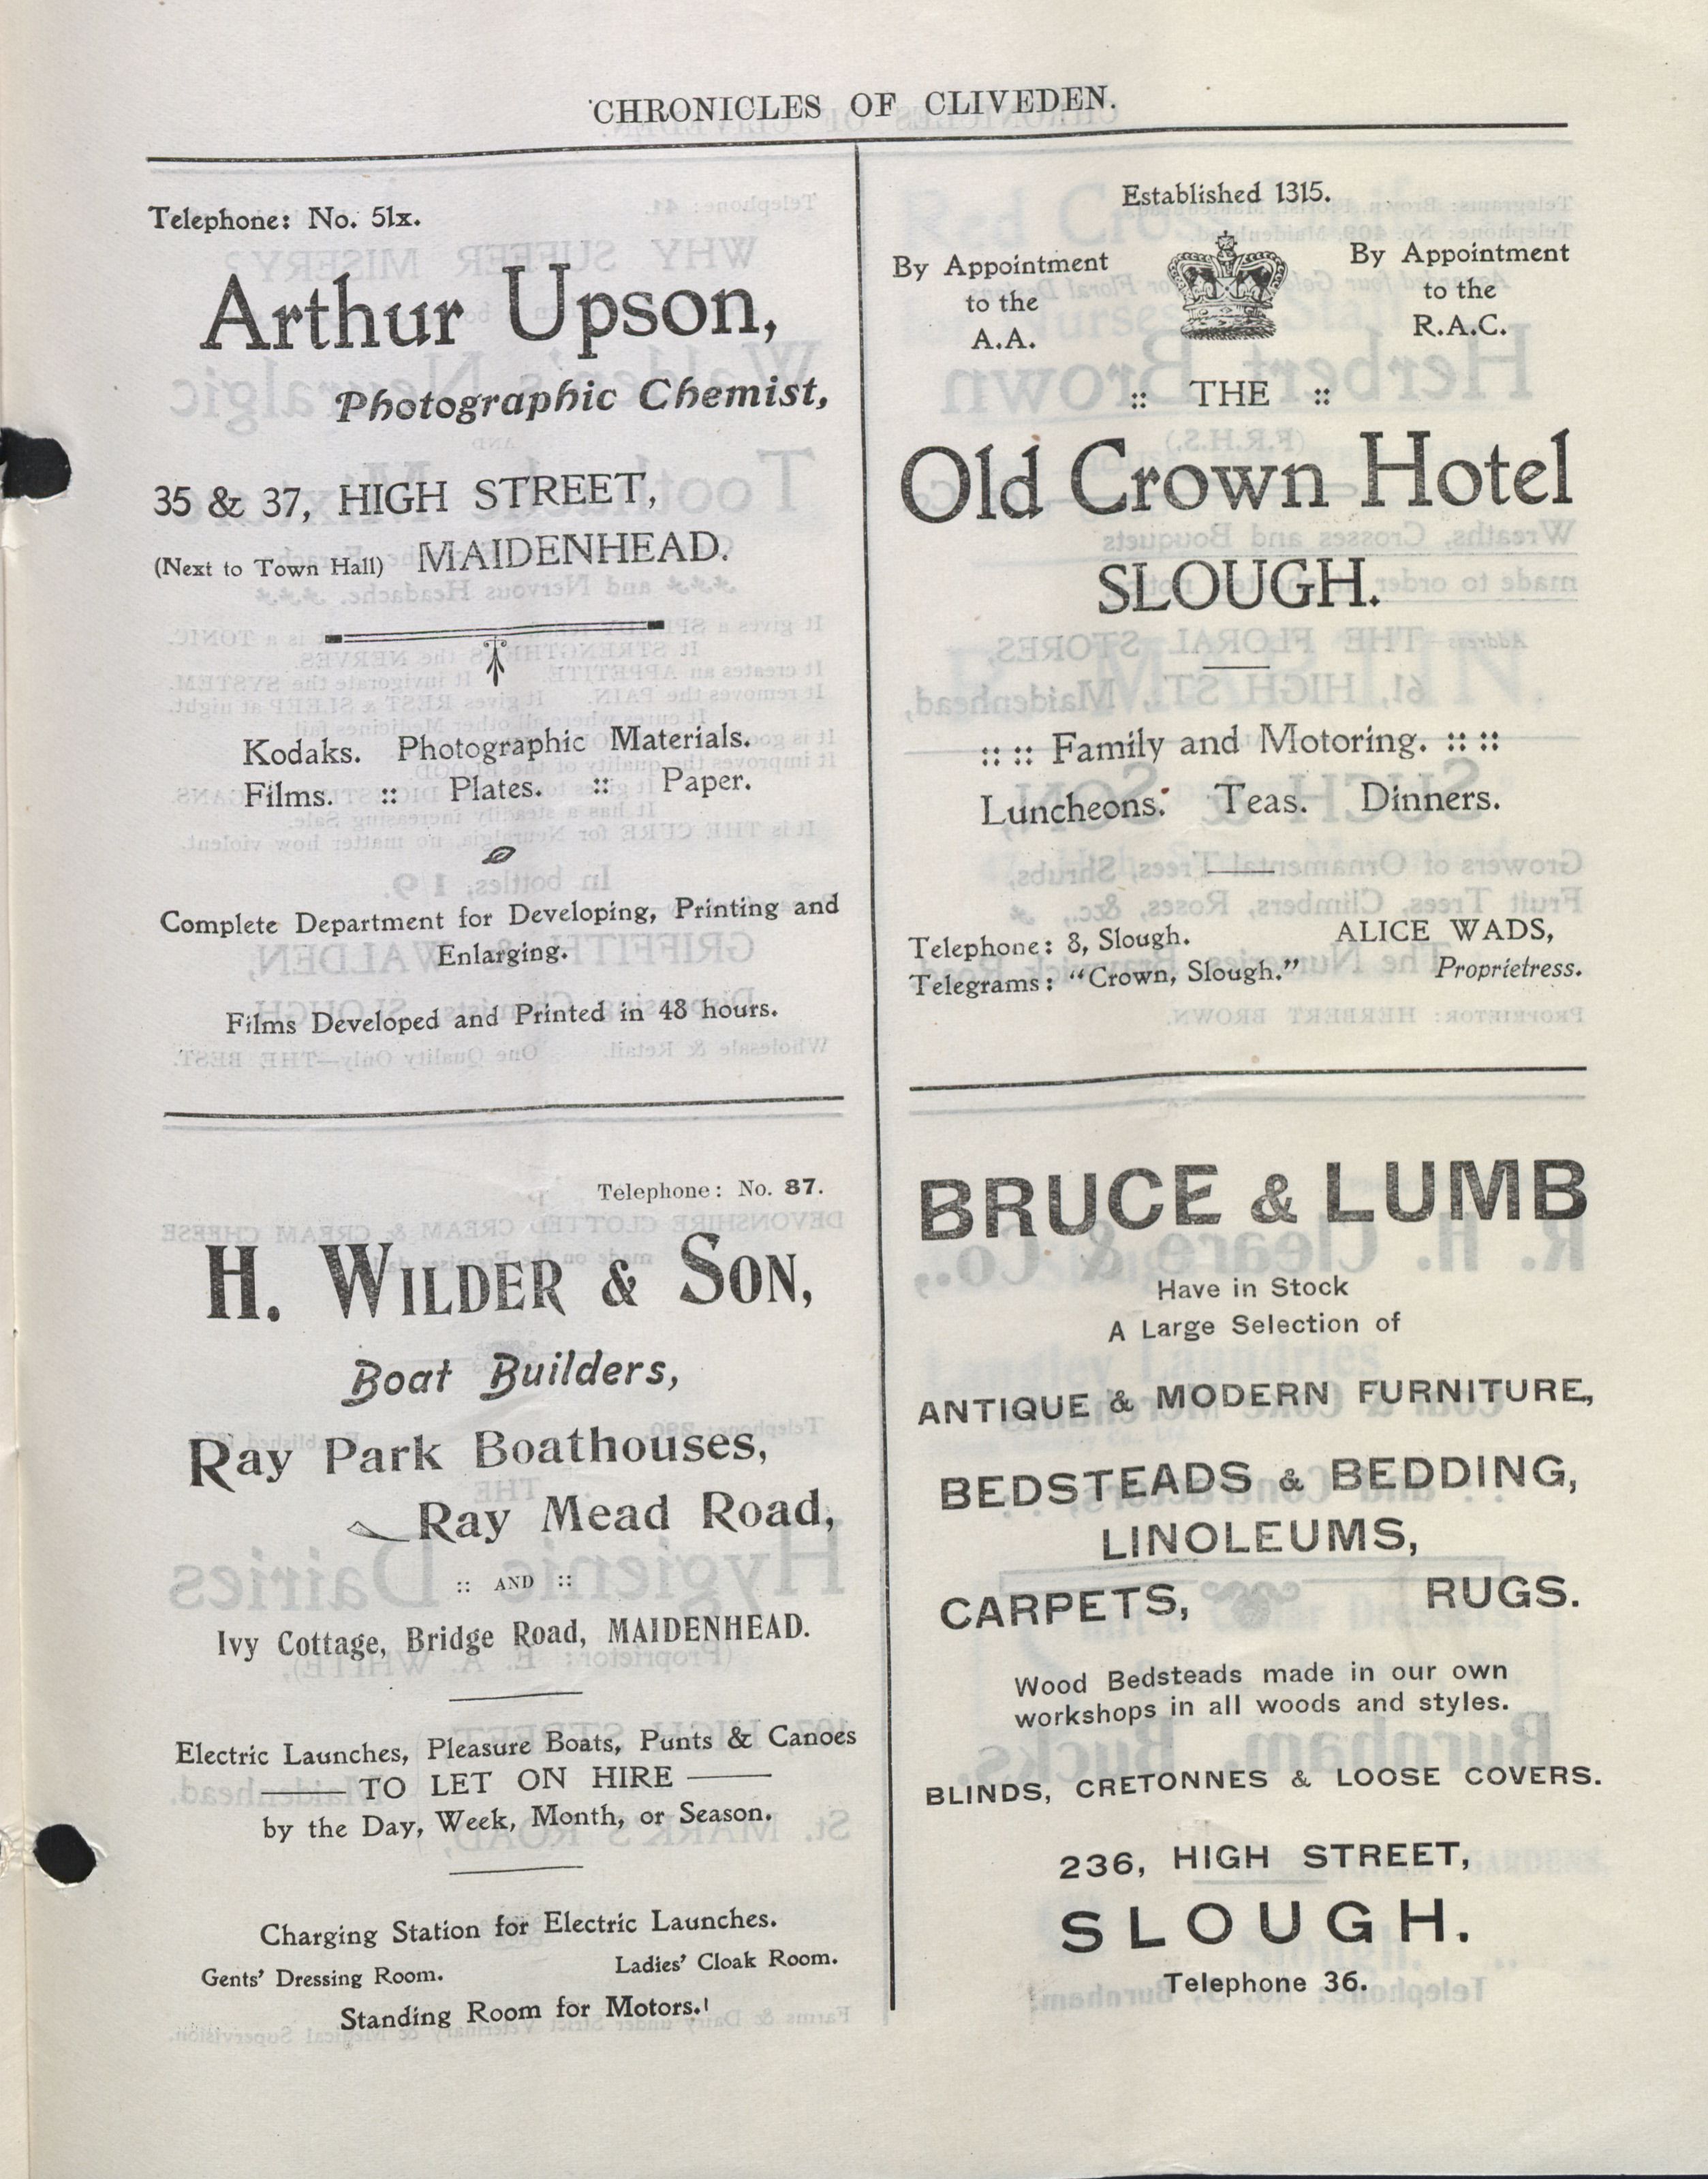 CHRONICLES OF CLIVEDEN.
Telephone: No. 51x.
Arthur Upson,
Photographic Chemist,
35 & 37, HIGH STREET,
(Next to Town Hall) MAIDENHEAD.
Kodaks. Photographic Materials.
Films. :: Plates. :: Paper.
Complete Department for Developing, Printing and
Enlarging.
Films Developed and Printed in 48 hours.
Telephone: No. 87.
H. WILDER & SON,
Boat Builders,
Ray Park Boathouses,
Ray Mead Road,
:: AND ::
Ivy Cottage, Bridge Road, MAIDENHEAD.
Electric Launches, Pleasure Boats, Punts & Canoes
TO LET ON HIRE
by the Day, Week, Month, or Season.
Charging Station for Electric Launches.
Gents' Dressing Room. Ladies' Cloak Room.
Standing Room for Motors.
Established 1315.
By Appointment
to the
A.A.
By Appointment
to the
R.A.C.
:: THE ::
Old Crown Hotel
SLOUGH.
:: :: Family and Motoring. :: ::
Luncheons. Teas. Dinners.
Telephone: 8, Slough. ALICE WADS,
Telegrams: "Crown, Slough." Proprietress.
BRUCE & LUMB
Have in Stock
A Large Selection of
ANTIQUE & MODERN FURNITURE,
BEDSTEADS & BEDDING,
LINOLEUMS,
CARPETS, RUGS.
Wood Bedsteads made in our own
workshops in all woods and styles.
BLINDS, CRETONNES & LOOSE COVERS.
236, HIGH STREET,
SLOUGH.
Telephone 36.